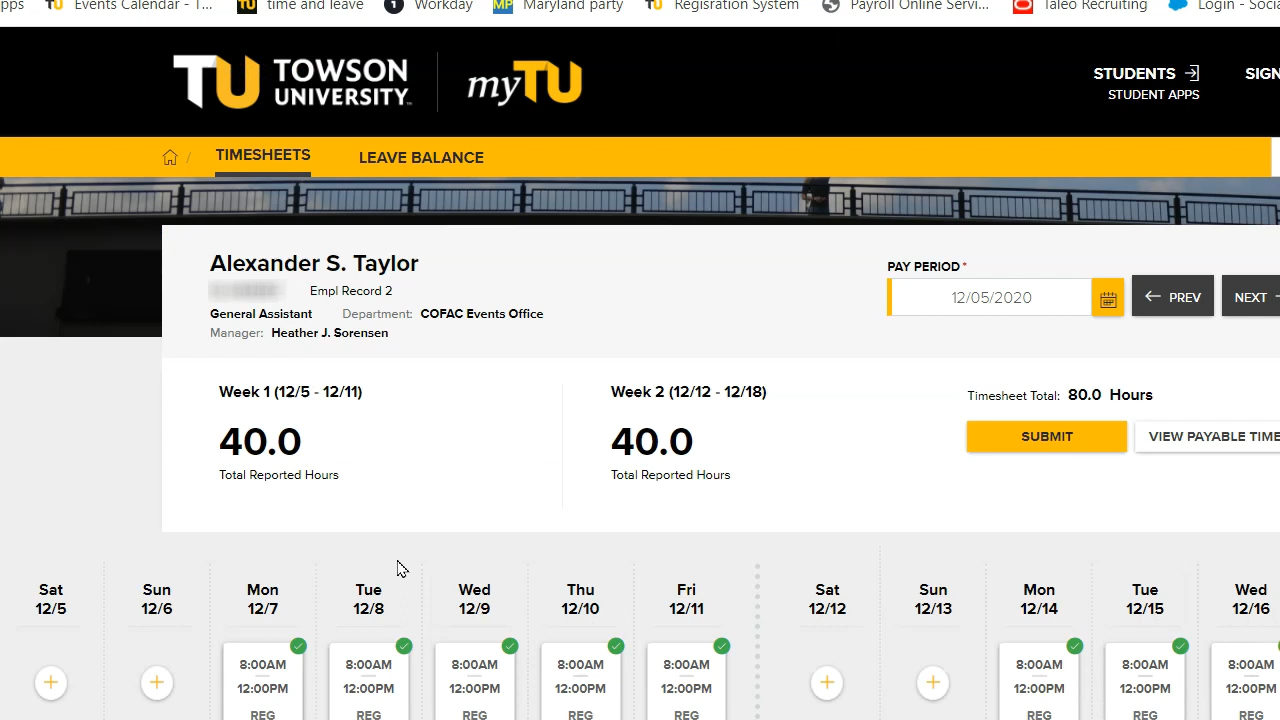 pps Events Calendar - T... time and leave Workday Maryland party Regisration System Payroll Online Servi... Taleo Recruiting Login - Socia
TU TOWSON UNIVERSITY myTU
STUDENTS SIGN
STUDENT APPS
/ TIMESHEETS LEAVE BALANCE
Alexander S. Taylor
Empl Record 2
General Assistant Department: COFAC Events Office
Manager: Heather J. Sorensen
PAY PERIOD*
12/05/2020 PREV NEXT
Week 1 (12/5 - 12/11) Week 2 (12/12 - 12/18) Timesheet Total: 80.0 Hours
40.0 40.0 SUBMIT VIEW PAYABLE TIME
Total Reported Hours Total Reported Hours
Sat Sun Mon Tue Wed Thu Fri Sat Sun Mon Tue Wed
12/5 12/6 12/7 12/8 12/9 12/10 12/11 12/12 12/13 12/14 12/15 12/16
8:00AM 8:00AM 8:00AM 8:00AM 8:00AM 8:00AM 8:00AM 8:00AM
+ + 12:00PM 12:00PM 12:00PM 12:00PM 12:00PM + + 12:00PM 12:00PM 12:00PM
REG REG REG REG REG REG REG REG